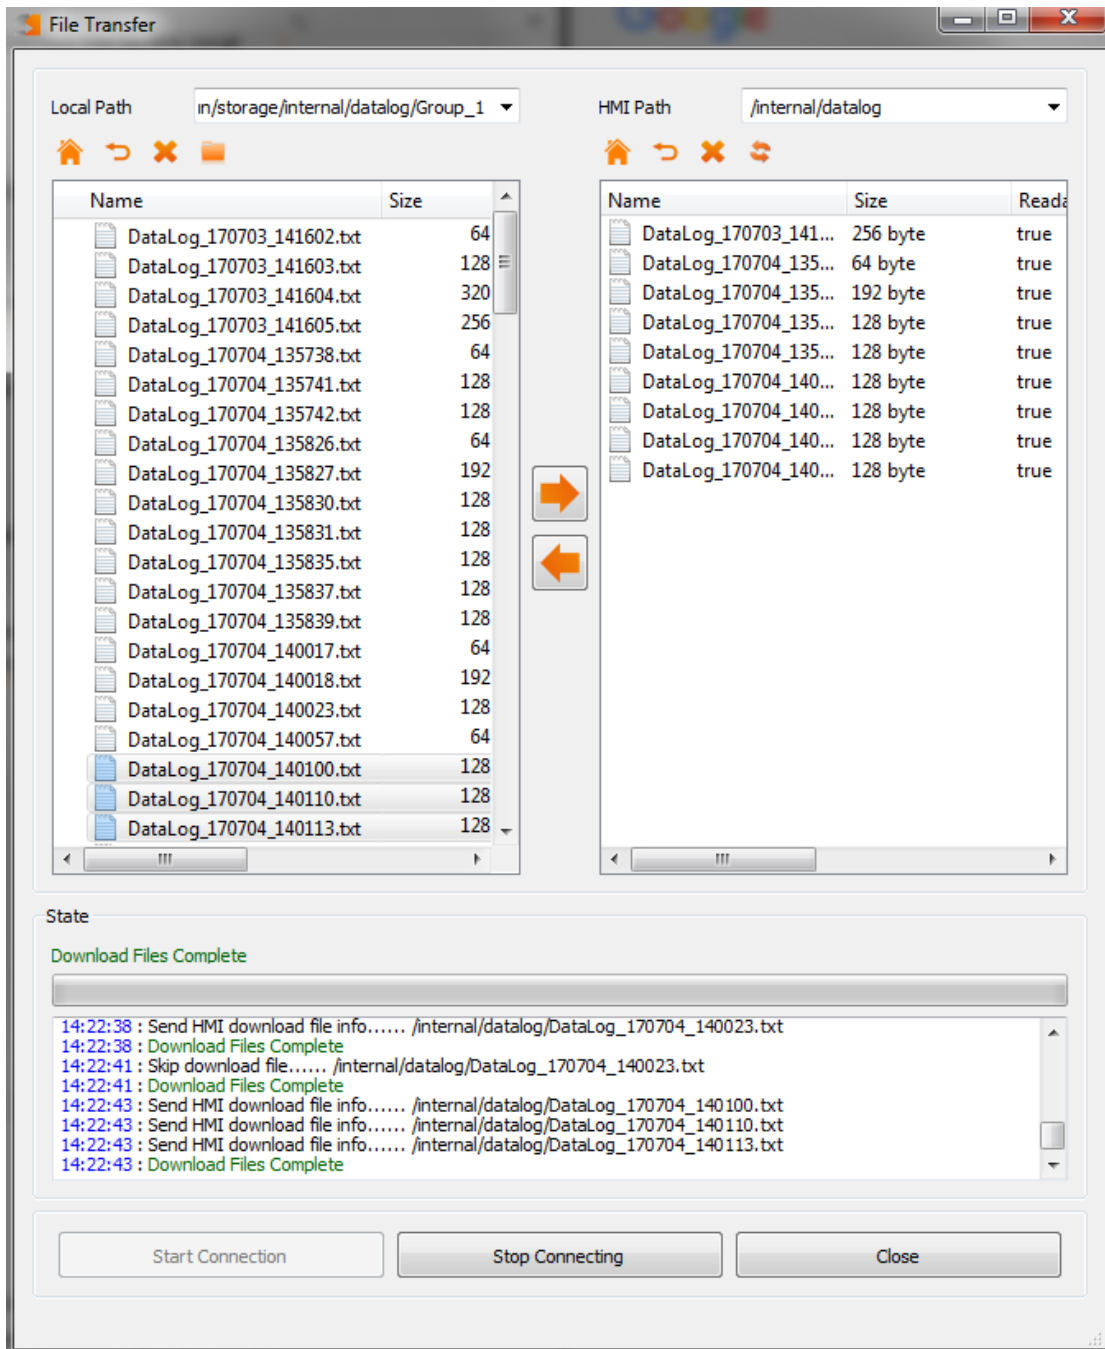 File Transfer
Google
Local Path
ın/storage/internal/datalog/Group_1
HMI Path
/internal/datalog
Name Size
DataLog_170703_141602.txt 64
DataLog_170703_141603.txt 128
DataLog_170703_141604.txt 320
DataLog_170703_141605.txt 256
DataLog_170704_135738.txt 64
DataLog_170704_135741.txt 128
DataLog_170704_135742.txt 128
DataLog_170704_135826.txt 64
DataLog_170704_135827.txt 192
DataLog_170704_135830.txt 128
DataLog_170704_135831.txt 128
DataLog_170704_135835.txt 128
DataLog_170704_135837.txt 128
DataLog_170704_135839.txt 128
DataLog_170704_140017.txt 64
DataLog_170704_140018.txt 192
DataLog_170704_140023.txt 128
DataLog_170704_140057.txt 64
DataLog_170704_140100.txt 128
DataLog_170704_140110.txt 128
DataLog_170704_140113.txt 128
Name Size Reada
DataLog_170703_141... 256 byte true
DataLog_170704_135... 64 byte true
DataLog_170704_135... 192 byte true
DataLog_170704_135... 128 byte true
DataLog_170704_135... 128 byte true
DataLog_170704_140... 128 byte true
DataLog_170704_140... 128 byte true
DataLog_170704_140... 128 byte true
DataLog_170704_140... 128 byte true
State
Download Files Complete
14:22:38 : Send HMI download file info...... /internal/datalog/DataLog_170704_140023.txt
14:22:38 : Download Files Complete
14:22:41 : Skip download file...... /internal/datalog/DataLog_170704_140023.txt
14:22:41 : Download Files Complete
14:22:43 : Send HMI download file info...... /internal/datalog/DataLog_170704_140100.txt
14:22:43 : Send HMI download file info...... /internal/datalog/DataLog_170704_140110.txt
14:22:43 : Send HMI download file info...... /internal/datalog/DataLog_170704_140113.txt
14:22:43 : Download Files Complete
Start Connection
Stop Connecting
Close